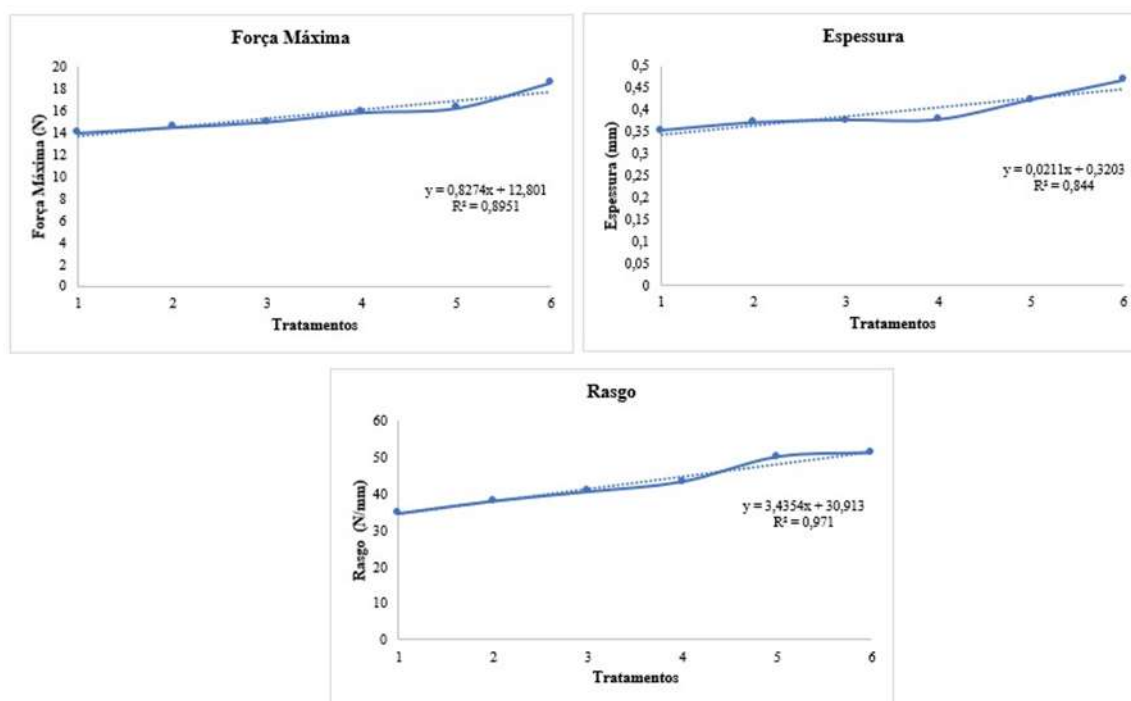 Força Máxima
Força Máxima (N)
20
18
16
14
12
10
8
6
4
2
0
y = 0,8274x + 12,801
R² = 0,8951
1 2 3 4 5 6
Tratamentos
Espessura
Espessura (mm)
0,5
0,45
0,4
0,35
0,3
0,25
0,2
0,15
0,1
0,05
0
y = 0,0211x + 0,3203
R² = 0,844
1 2 3 4 5 6
Tratamentos
Rasgo
Rasgo (N/mm)
60
50
40
30
20
10
0
y = 3,4354x + 30,913
R² = 0,971
1 2 3 4 5 6
Tratamentos